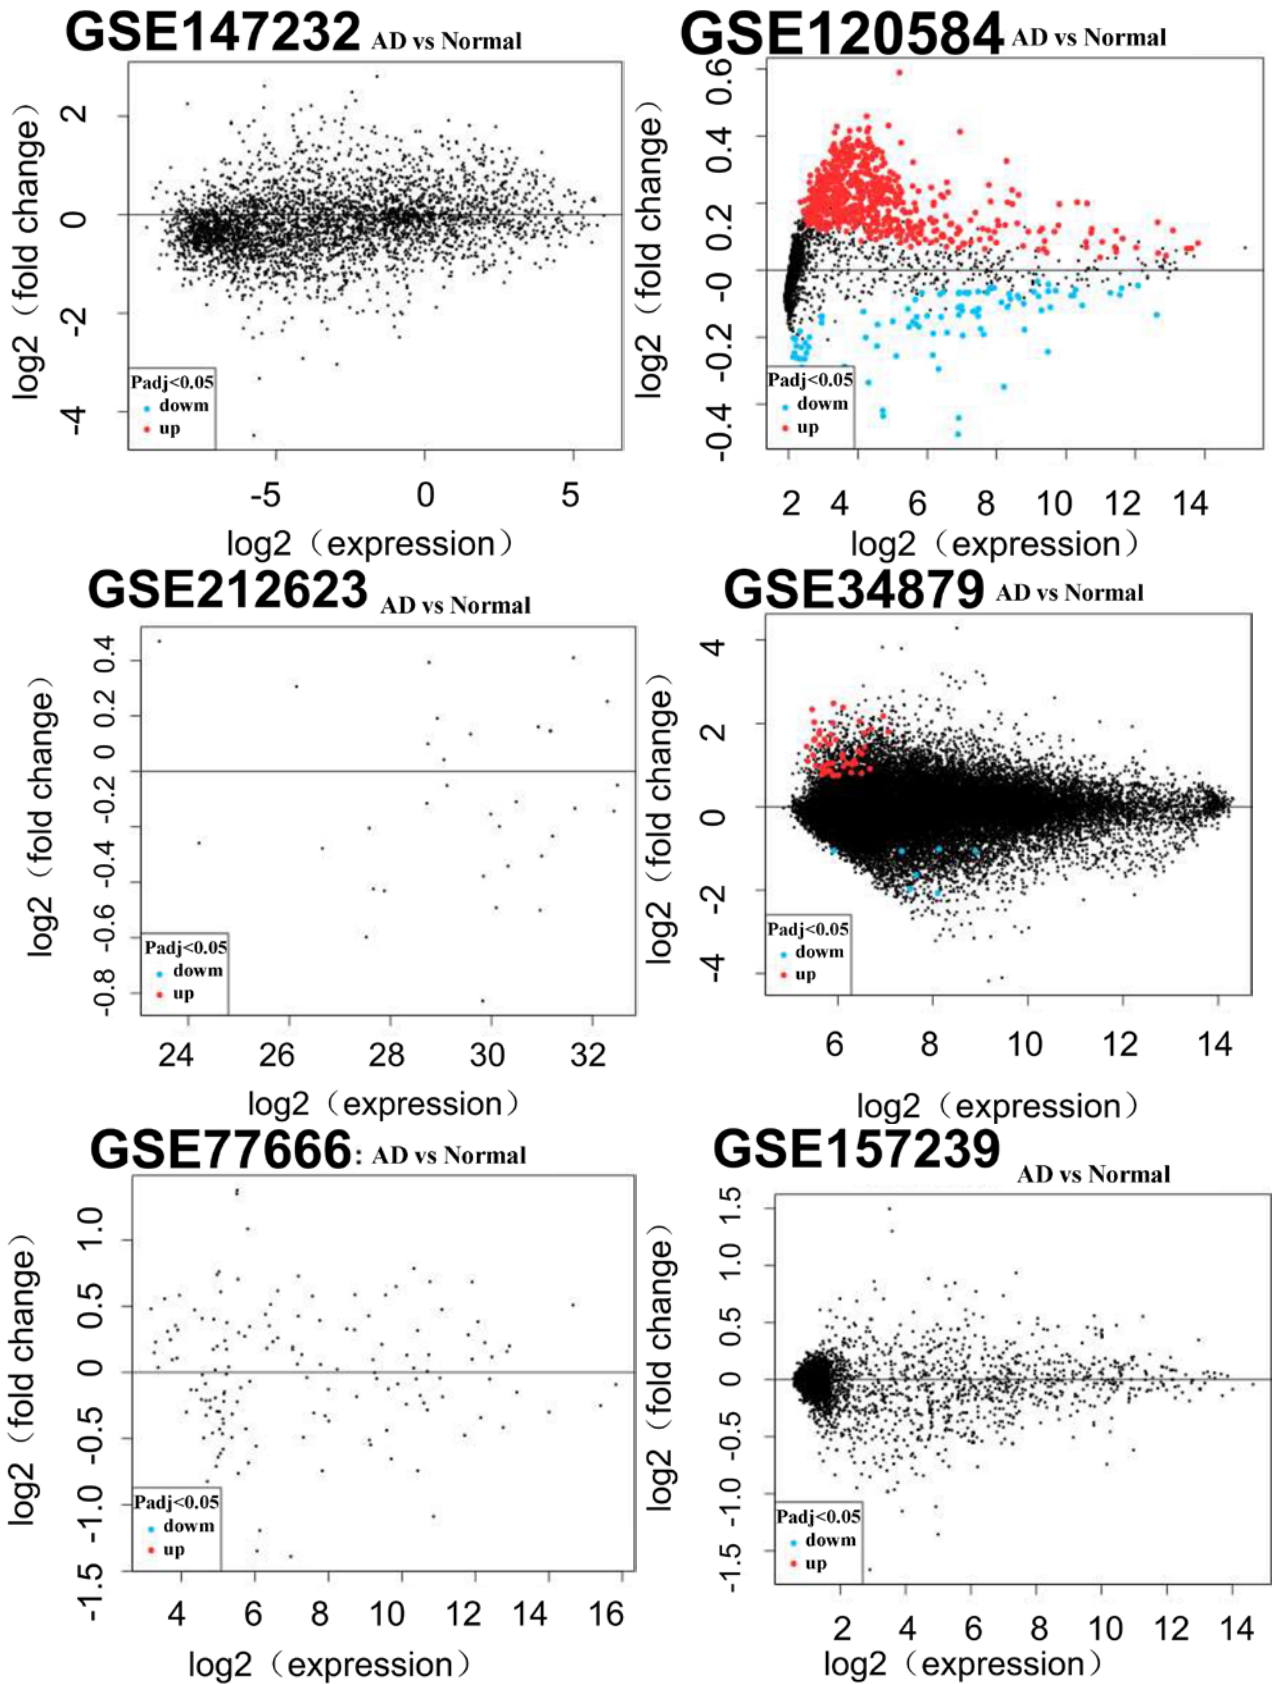 GSE147232 AD vs Normal
log2（fold change）
2
0
-2
-4
Padj<0.05
dowm
up
-5 0 5
log2（expression）
GSE120584 AD vs Normal
log2（fold change）
0.6
0.4
0.2
-0
-0.2
-0.4
Padj<0.05
dowm
up
2 4 6 8 10 12 14
log2（expression）
GSE212623 AD vs Normal
log2（fold change）
0.4
0.2
0
-0.2
-0.4
-0.6
-0.8
Padj<0.05
dowm
up
24 26 28 30 32
log2（expression）
GSE34879 AD vs Normal
log2（fold change）
4
2
0
-2
-4
Padj<0.05
dowm
up
6 8 10 12 14
log2（expression）
GSE77666: AD vs Normal
log2（fold change）
1.0
0.5
0
-0.5
-1.0
-1.5
Padj<0.05
dowm
up
4 6 8 10 12 14 16
log2（expression）
GSE157239 AD vs Normal
log2（fold change）
1.5
1.0
0.5
0
-0.5
-1.0
-1.5
Padj<0.05
dowm
up
2 4 6 8 10 12 14
log2（expression）